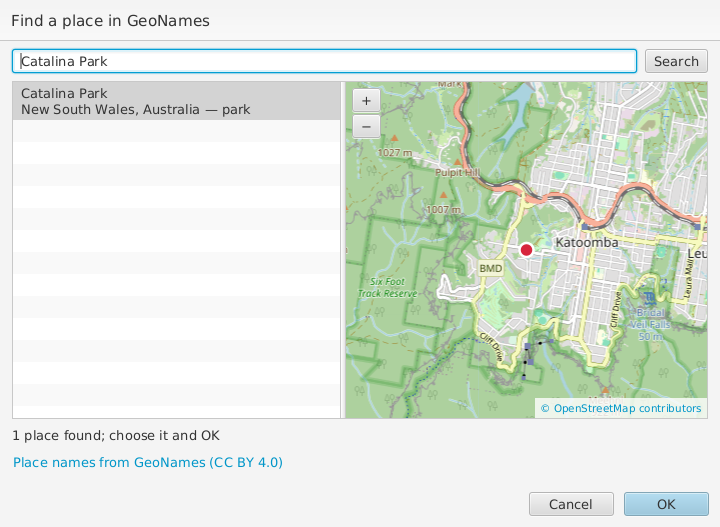 Find a place in GeoNames
Catalina Park
Search
Catalina Park
New South Wales, Australia — park
+
−
Mark
1027 m
Pulpit Hill
1007 m
Katoomba
Leu
BMD
Six Foot
Track Reserve
Leura Mall
Cliff Drive
Bridal
Veil Falls
50 m
Cliff Drive
© OpenStreetMap contributors
1 place found; choose it and OK
Place names from GeoNames (CC BY 4.0)
Cancel
OK